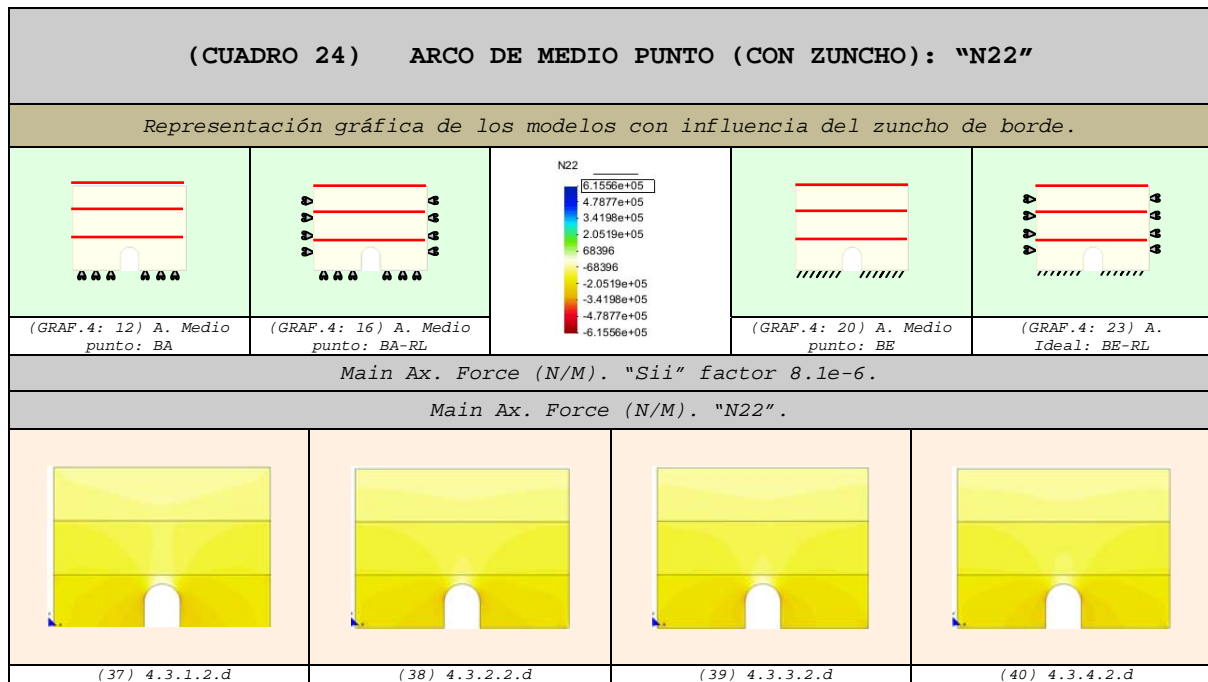 (CUADRO 24) ARCO DE MEDIO PUNTO (CON ZUNCHO): “N22”
Representación gráfica de los modelos con influencia del zuncho de borde.
N22
6.1556e+05
4.7877e+05
3.4198e+05
2.0519e+05
68396
-68396
-2.0519e+05
-3.4198e+05
-4.7877e+05
-6.1556e+05
(GRAF.4: 12) A. Medio
punto: BA
(GRAF.4: 16) A. Medio
punto: BA-RL
(GRAF.4: 20) A. Medio
punto: BE
(GRAF.4: 23) A.
Ideal: BE-RL
Main Ax. Force (N/M). “Sii” factor 8.1e-6.
Main Ax. Force (N/M). “N22”.
(37) 4.3.1.2.d
(38) 4.3.2.2.d
(39) 4.3.3.2.d
(40) 4.3.4.2.d